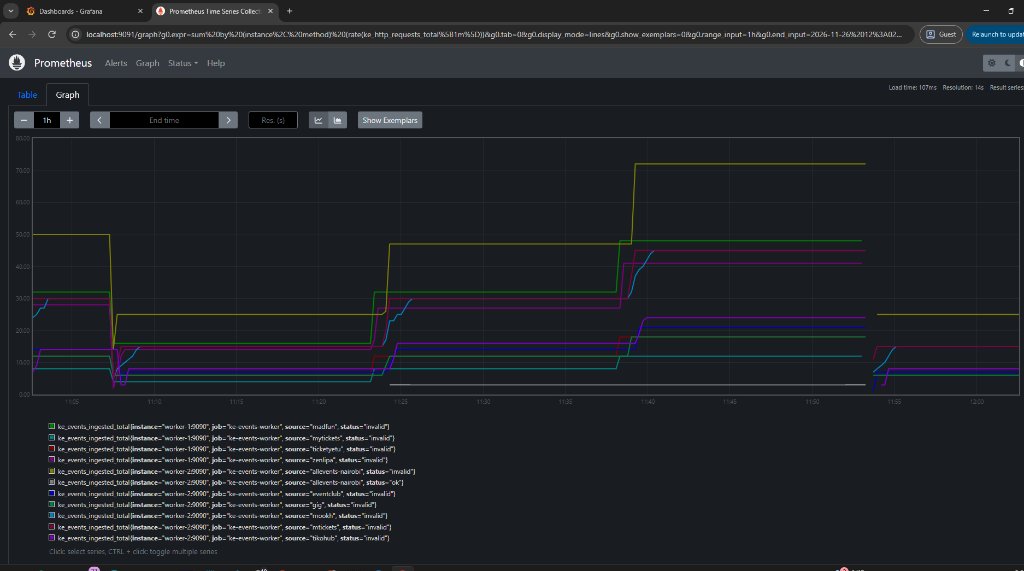 Dashboards - Grafana
Prometheus Time Series Collect
localhost:9091/graph?g0.expr=sum%20by%20(instance%2C%20method)%20(rate(ke_http_requests_total%5B1m%5D))&g0.tab=0&g0.display_mode=lines&g0.show_exemplars=0&g0.range_input=1h&g0.end_input=2026-11-26%2012%3A02...
Guest
Relaunch to updat
Prometheus
Alerts
Graph
Status
Help
Table
Graph
Load time: 107ms Resolution: 14s Result series:
1h
End time
Res. (s)
Show Exemplars
80.00
70.00
60.00
50.00
40.00
30.00
20.00
10.00
0.00
11:05 11:10 11:15 11:20 11:25 11:30 11:35 11:40 11:45 11:50 11:55 12:00
ke_events_ingested_total{instance="worker-1:9090", job="ke-events-worker", source="madfun", status="invalid"}
ke_events_ingested_total{instance="worker-1:9090", job="ke-events-worker", source="mytickets", status="invalid"}
ke_events_ingested_total{instance="worker-1:9090", job="ke-events-worker", source="ticketyetu", status="invalid"}
ke_events_ingested_total{instance="worker-1:9090", job="ke-events-worker", source="zenlipa", status="invalid"}
ke_events_ingested_total{instance="worker-2:9090", job="ke-events-worker", source="allevents-nairobi", status="invalid"}
ke_events_ingested_total{instance="worker-2:9090", job="ke-events-worker", source="allevents-nairobi", status="ok"}
ke_events_ingested_total{instance="worker-2:9090", job="ke-events-worker", source="eventclub", status="invalid"}
ke_events_ingested_total{instance="worker-2:9090", job="ke-events-worker", source="gig", status="invalid"}
ke_events_ingested_total{instance="worker-2:9090", job="ke-events-worker", source="mookh", status="invalid"}
ke_events_ingested_total{instance="worker-2:9090", job="ke-events-worker", source="mtickets", status="invalid"}
ke_events_ingested_total{instance="worker-2:9090", job="ke-events-worker", source="tikohub", status="invalid"}
Click: select series, CTRL + click: toggle multiple series